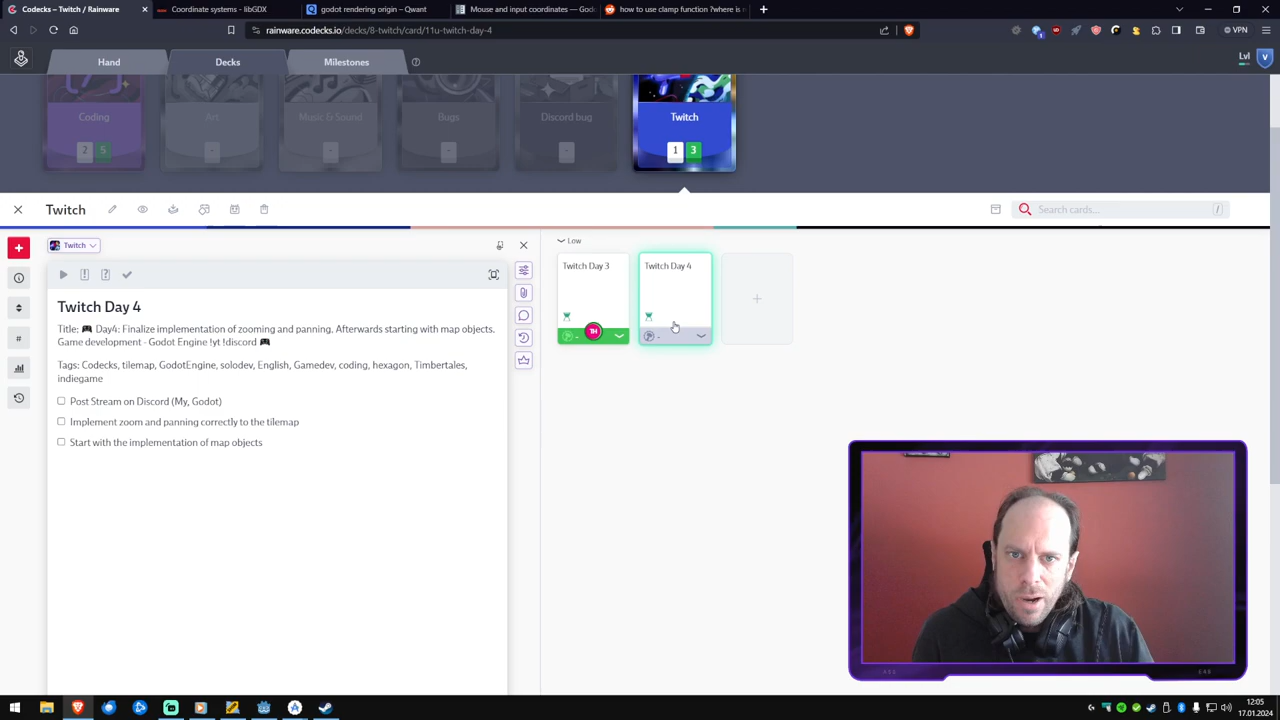 Codecks – Twitch / Rainware
Coordinate systems - libGDX
godot rendering origin – Qwant
Mouse and input coordinates — God
how to use clamp function ?where is r
rainware.codecks.io/decks/8-twitch/card/11u-twitch-day-4
VPN
Hand
Decks
Milestones
Lvl
V
Coding
Art
Music & Sound
Bugs
Discord bug
Twitch
2 5
-
-
-
-
1 3
Twitch
Search cards...
/
Twitch
Low
Twitch Day 3
Twitch Day 4
TH
-
-
Twitch Day 4
Title: 🎮 Day4: Finalize implementation of zooming and panning. Afterwards starting with map objects.
Game development - Godot Engine !yt !discord 🎮
Tags: Codecks, tilemap, GodotEngine, solodev, English, Gamedev, coding, hexagon, Timbertales,
indiegame
Post Stream on Discord (My, Godot)
Implement zoom and panning correctly to the tilemap
Start with the implementation of map objects
12:05
17.01.2024